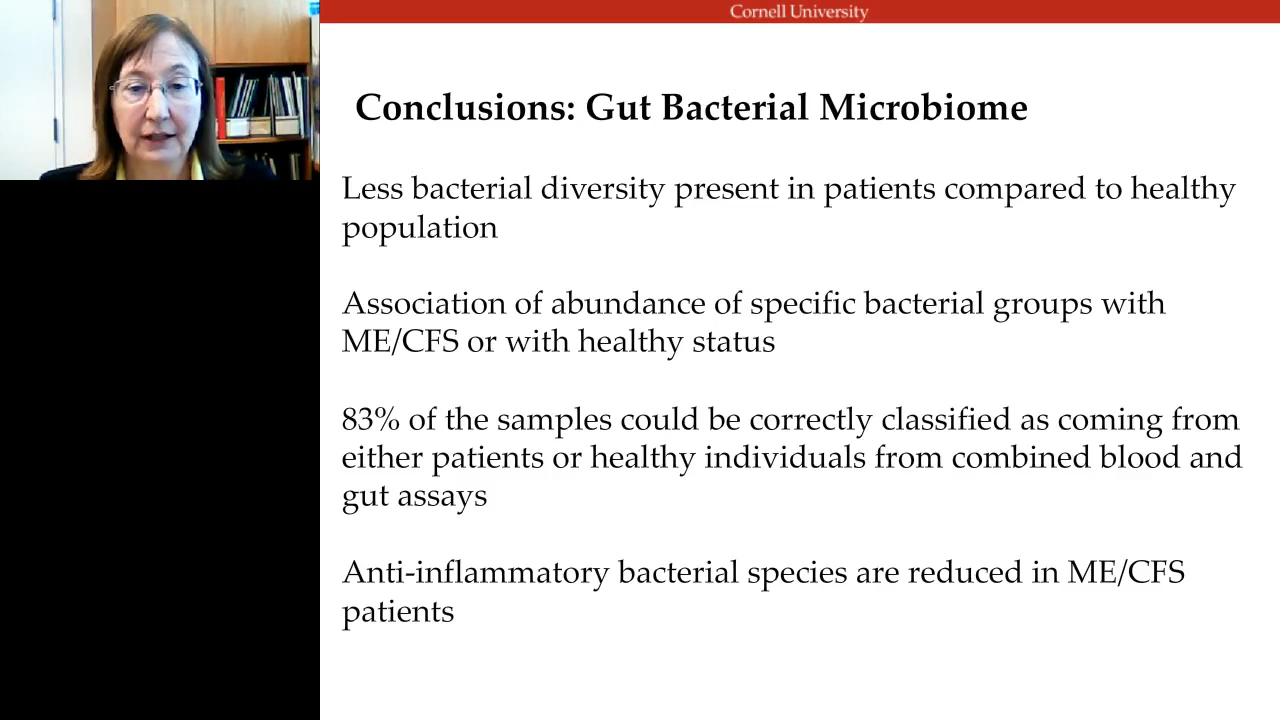 Cornell University
Conclusions: Gut Bacterial Microbiome
Less bacterial diversity present in patients compared to healthy
population
Association of abundance of specific bacterial groups with
ME/CFS or with healthy status
83% of the samples could be correctly classified as coming from
either patients or healthy individuals from combined blood and
gut assays
Anti-inflammatory bacterial species are reduced in ME/CFS
patients